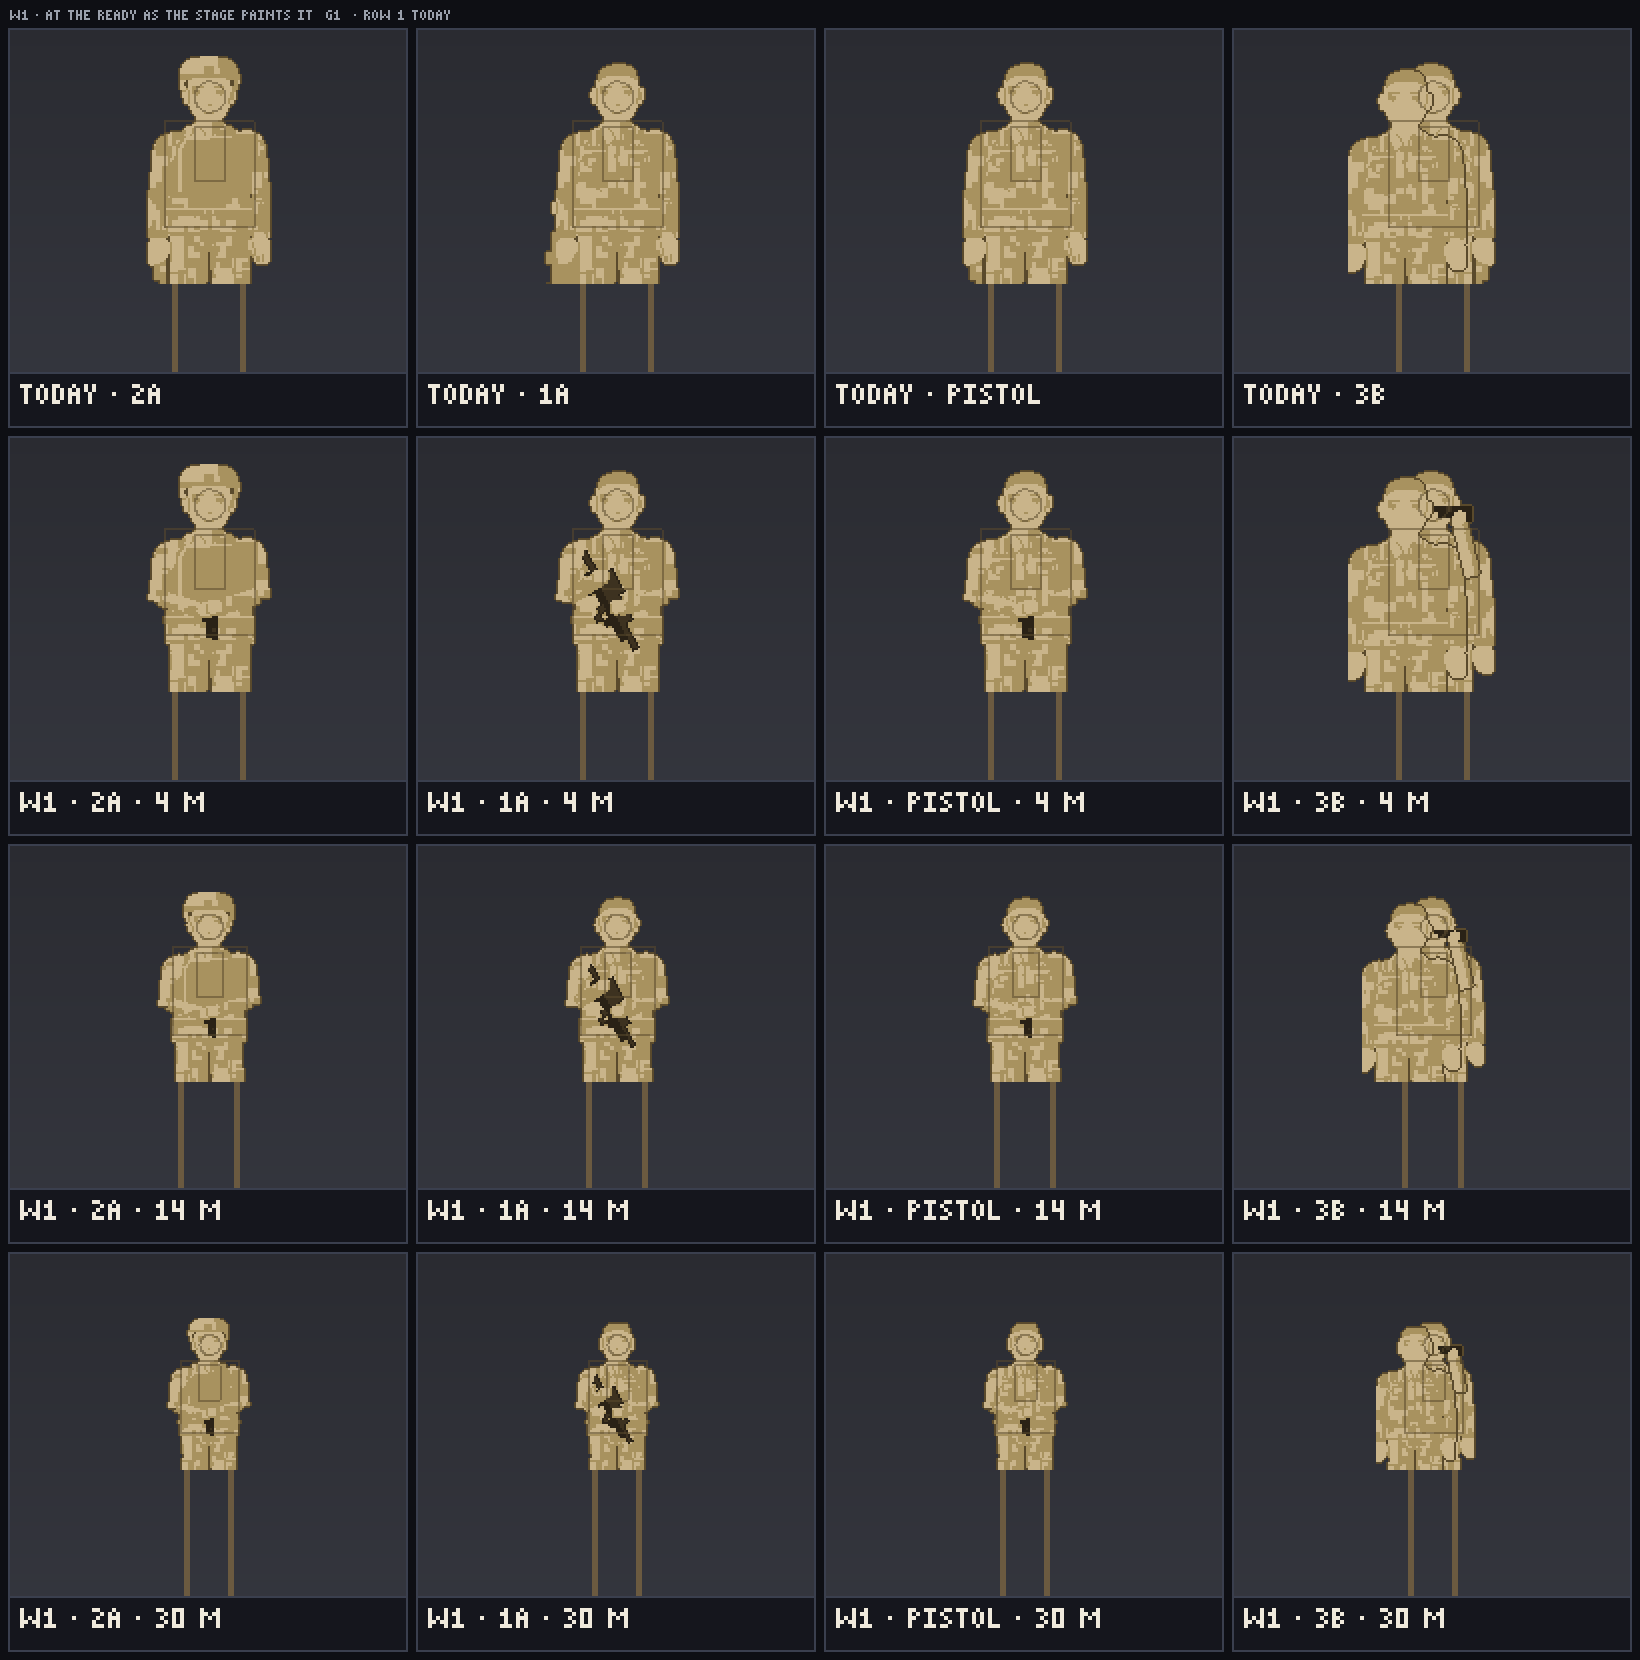 W1 · AT THE READY AS THE STAGE PAINTS IT G1 · ROW 1 TODAY
TODAY · 2A
TODAY · 1A
TODAY · PISTOL
TODAY · 3B
W1 · 2A · 4 M
W1 · 1A · 4 M
W1 · PISTOL · 4 M
W1 · 3B · 4 M
W1 · 2A · 14 M
W1 · 1A · 14 M
W1 · PISTOL · 14 M
W1 · 3B · 14 M
W1 · 2A · 30 M
W1 · 1A · 30 M
W1 · PISTOL · 30 M
W1 · 3B · 30 M